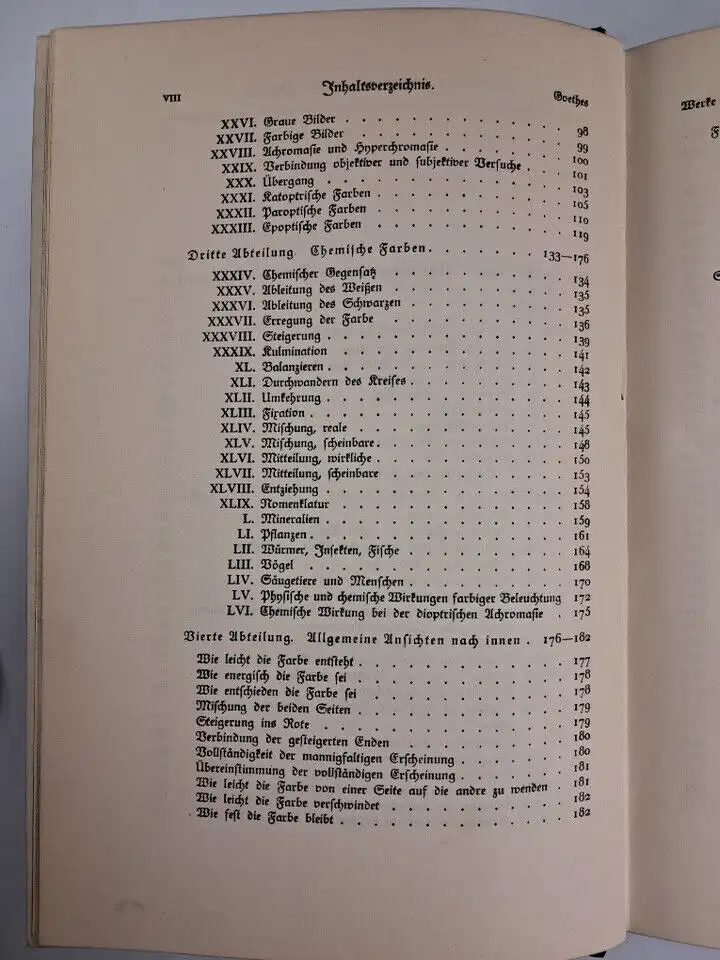 VIII
Inhaltsverzeichnis.
Goethes
XXVI. Graue Bilder . . . . . . . . . . . . . . 98
XXVII. Farbige Bilder . . . . . . . . . . . . . . 99
XXVIII. Achromasie und Hyperchromasie . . . . . . . . 100
XXIX. Verbindung objektiver und subjektiver Versuche . . . 101
XXX. Übergang . . . . . . . . . . . . . . . 103
XXXI. Katoptrische Farben . . . . . . . . . . . . 105
XXXII. Paroptische Farben . . . . . . . . . . . . 110
XXXIII. Epoptische Farben . . . . . . . . . . . . 119
Dritte Abteilung. Chemische Farben . . . . . . . 133—176
XXXIV. Chemischer Gegensatz . . . . . . . . . . . 134
XXXV. Ableitung des Weißen . . . . . . . . . . . 135
XXXVI. Ableitung des Schwarzen . . . . . . . . . . 135
XXXVII. Erregung der Farbe . . . . . . . . . . . . 136
XXXVIII. Steigerung . . . . . . . . . . . . . . . 139
XXXIX. Kulmination . . . . . . . . . . . . . . 141
XL. Balanzieren . . . . . . . . . . . . . . . 142
XLI. Durchwandern des Kreises . . . . . . . . . . 143
XLII. Umkehrung . . . . . . . . . . . . . . . 144
XLIII. Fixation . . . . . . . . . . . . . . . . 145
XLIV. Mischung, reale . . . . . . . . . . . . . 145
XLV. Mischung, scheinbare . . . . . . . . . . . . 148
XLVI. Mitteilung, wirkliche . . . . . . . . . . . . 150
XLVII. Mitteilung, scheinbare . . . . . . . . . . . 153
XLVIII. Entziehung . . . . . . . . . . . . . . . 154
XLIX. Nomenklatur . . . . . . . . . . . . . . 158
L. Mineralien . . . . . . . . . . . . . . . 159
LI. Pflanzen . . . . . . . . . . . . . . . . 161
LII. Würmer, Insekten, Fische . . . . . . . . . . 164
LIII. Vögel . . . . . . . . . . . . . . . . . 168
LIV. Säugetiere und Menschen . . . . . . . . . . 170
LV. Physische und chemische Wirkungen farbiger Beleuchtung 172
LVI. Chemische Wirkung bei der dioptrischen Achromasie . 175
Vierte Abteilung. Allgemeine Ansichten nach innen . 176—182
Wie leicht die Farbe entsteht . . . . . . . . . . . . 177
Wie energisch die Farbe sei . . . . . . . . . . . . 178
Wie entschieden die Farbe sei . . . . . . . . . . . 178
Mischung der beiden Seiten . . . . . . . . . . . . 179
Steigerung ins Rote . . . . . . . . . . . . . . . 179
Verbindung der gesteigerten Enden . . . . . . . . . . 180
Vollständigkeit der mannigfaltigen Erscheinung . . . . . . 180
Übereinstimmung der vollständigen Erscheinung . . . . . . 181
Wie leicht die Farbe von einer Seite auf die andre zu wenden . 181
Wie leicht die Farbe verschwindet . . . . . . . . . . 182
Wie fest die Farbe bleibt . . . . . . . . . . . . . 182
Werke